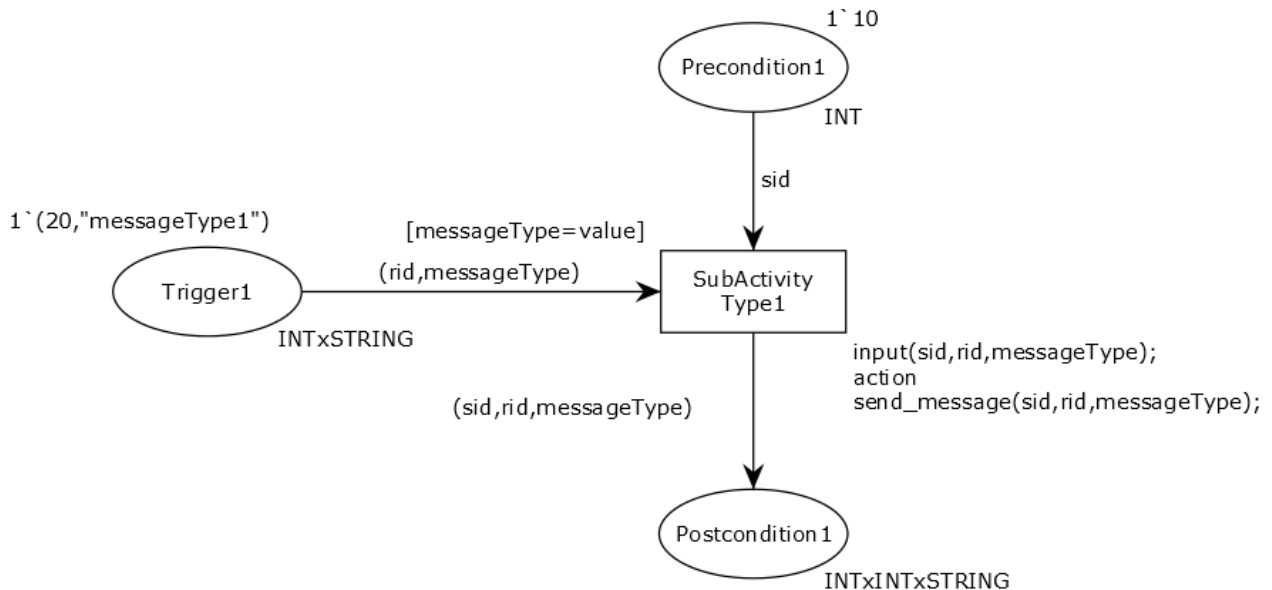 1`10
Precondition1
INT
sid
1`(20,"messageType1")
[messageType=value]
(rid,messageType)
Trigger1
SubActivity
Type1
INTxSTRING
input(sid,rid,messageType);
action
send_message(sid,rid,messageType);
(sid,rid,messageType)
Postcondition1
INTxINTxSTRING